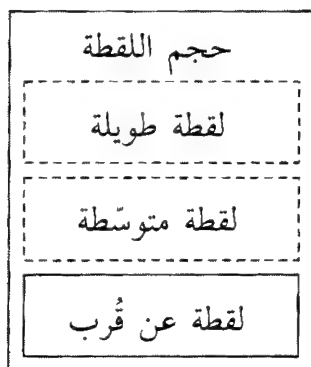 حجم اللقطة
لقطة طويلة
لقطة متوسّطة
لقطة عن قُرب